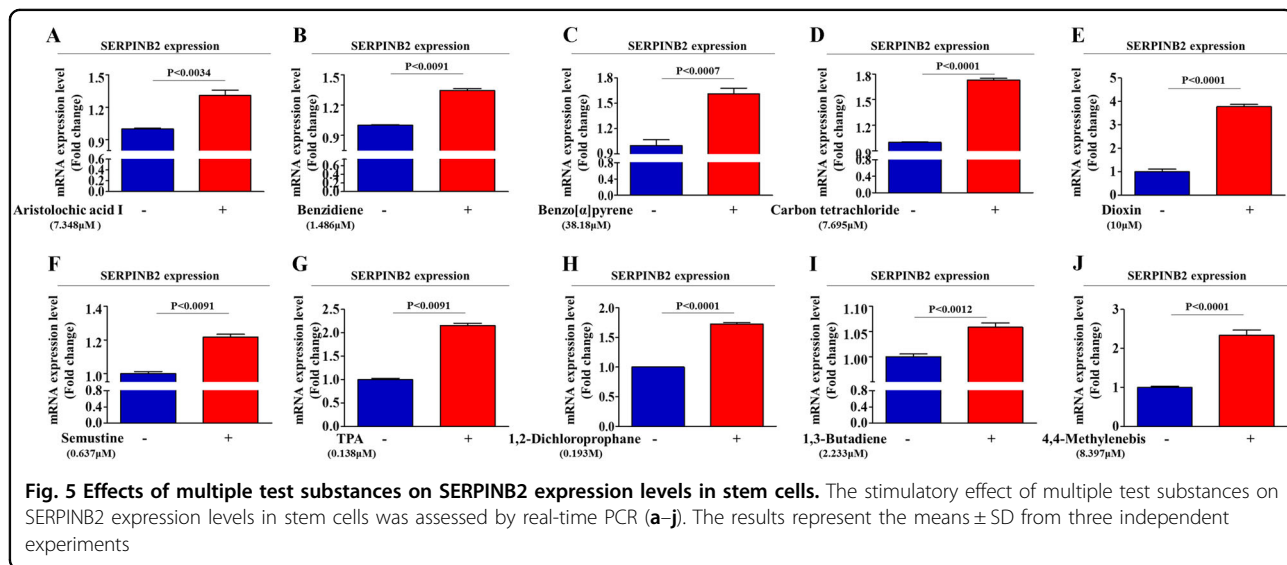 A
SERPINB2 expression
P<0.0034
mRNA expression level
(Fold change)
1.5
1.2
0.9
0.6
0.4
0.2
0.0
Aristolochic acid I - +
(7.348µM )
B
SERPINB2 expression
P<0.0091
mRNA expression level
(Fold change)
1.5
1.2
0.9
0.6
0.4
0.2
0.0
Benzidiene - +
(1.486µM)
C
SERPINB2 expression
P<0.0007
mRNA expression level
(Fold change)
1.8
1.5
1.2
0.9
0.8
0.4
0.0
Benzo[α]pyrene - +
(38.18µM)
D
SERPINB2 expression
P<0.0001
mRNA expression level
(Fold change)
1.8
1.5
1.2
0.9
0.8
0.4
0.0
Carbon tetrachloride - +
(7.695µM)
E
SERPINB2 expression
P<0.0001
mRNA expression level
(Fold change)
5
4
3
2
1
0
Dioxin - +
(10µM)
F
SERPINB2 expression
P<0.0091
mRNA expression level
(Fold change)
1.4
1.2
1.0
0.8
0.4
0.0
Semustine - +
(0.637µM)
G
SERPINB2 expression
P<0.0091
mRNA expression level
(Fold change)
2.5
2.0
1.5
1.0
0.5
0.0
TPA - +
(0.138µM)
H
SERPINB2 expression
P<0.0001
mRNA expression level
(Fold change)
2.0
1.5
1.0
0.5
0.0
1,2-Dichloroprophane - +
(0.193M)
I
SERPINB2 expression
P<0.0012
mRNA expression level
(Fold change)
1.10
1.05
1.00
0.8
0.4
0.0
1,3-Butadiene - +
(2.233µM)
J
SERPINB2 expression
P<0.0001
mRNA expression level
(Fold change)
4
3
2
1
0
4,4-Methylenebis - +
(8.397µM)
Fig. 5 Effects of multiple test substances on SERPINB2 expression levels in stem cells. The stimulatory effect of multiple test substances on
SERPINB2 expression levels in stem cells was assessed by real-time PCR (a–j). The results represent the means ± SD from three independent
experiments